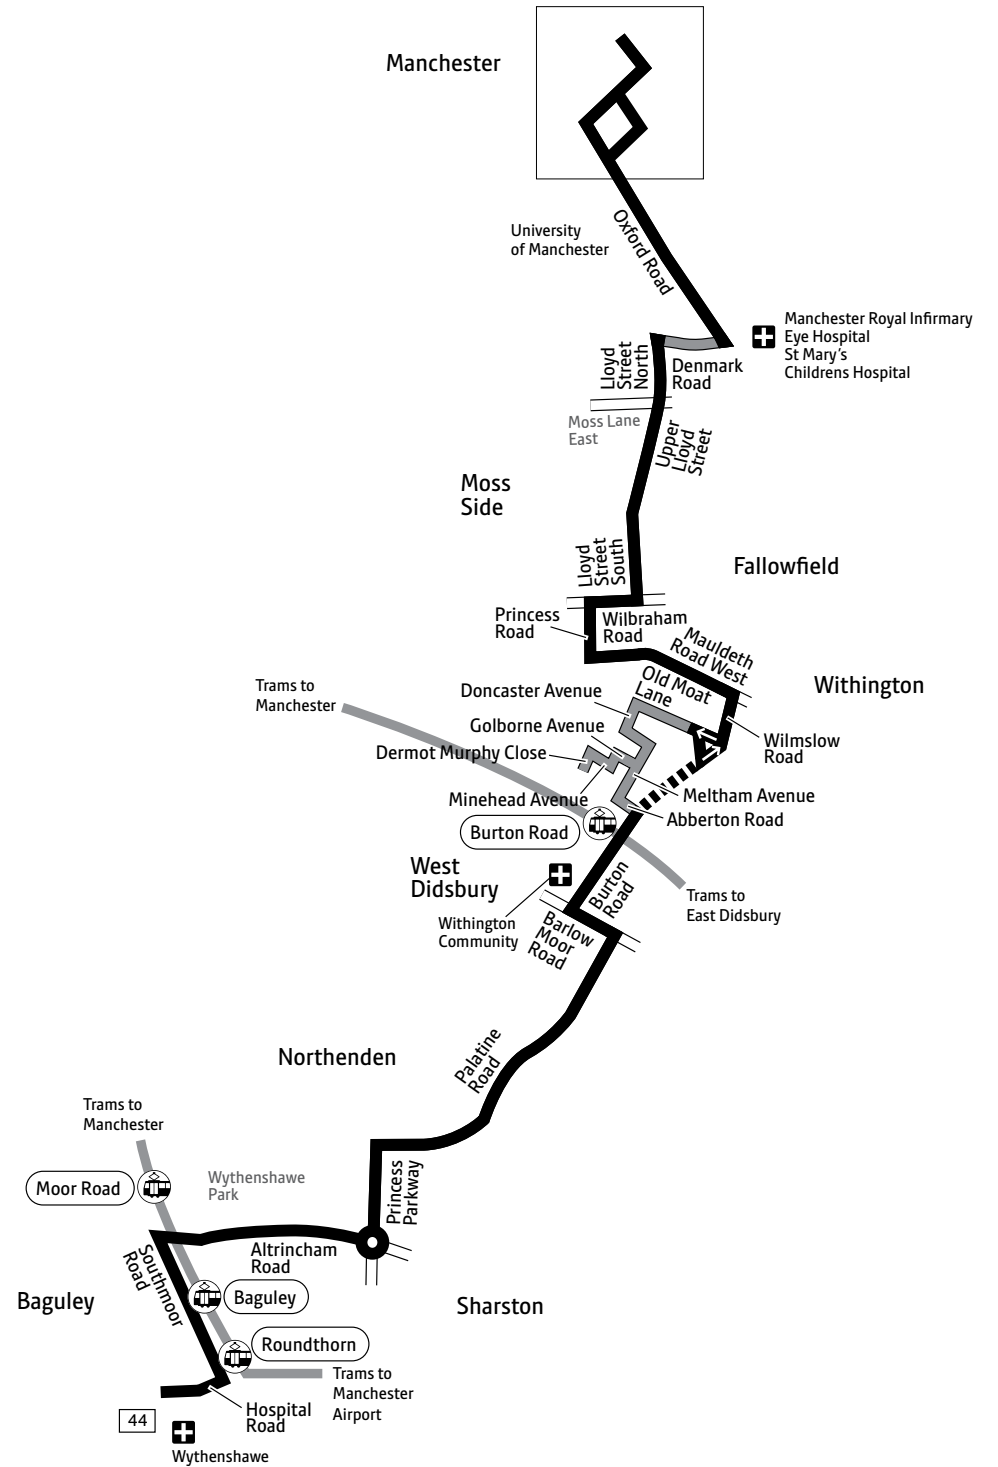 Manchester
University
of Manchester
Oxford Road
Manchester Royal Infirmary
Eye Hospital
St Mary's
Childrens Hospital
Lloyd
Street
North
Denmark
Road
Moss Lane
East
Upper
Lloyd
Street
Moss
Side
Lloyd
Street
South
Fallowfield
Princess
Road
Wilbraham
Road
Mauldeth
Road West
Old Moat
Lane
Withington
Trams to
Manchester
Doncaster Avenue
Golborne Avenue
Dermot Murphy Close
Wilmslow
Road
Minehead Avenue
Meltham Avenue
Abberton Road
Burton Road
West
Didsbury
Burton
Road
Trams to
East Didsbury
Withington
Community
Barlow
Moor
Road
Northenden
Palatine
Road
Trams to
Manchester
Moor Road
Wythenshawe
Park
Princess
Parkway
Altrincham
Road
Southmoor
Road
Baguley
Baguley
Sharston
Roundthorn
Trams to
Manchester
Airport
Hospital
Road
44
Wythenshawe